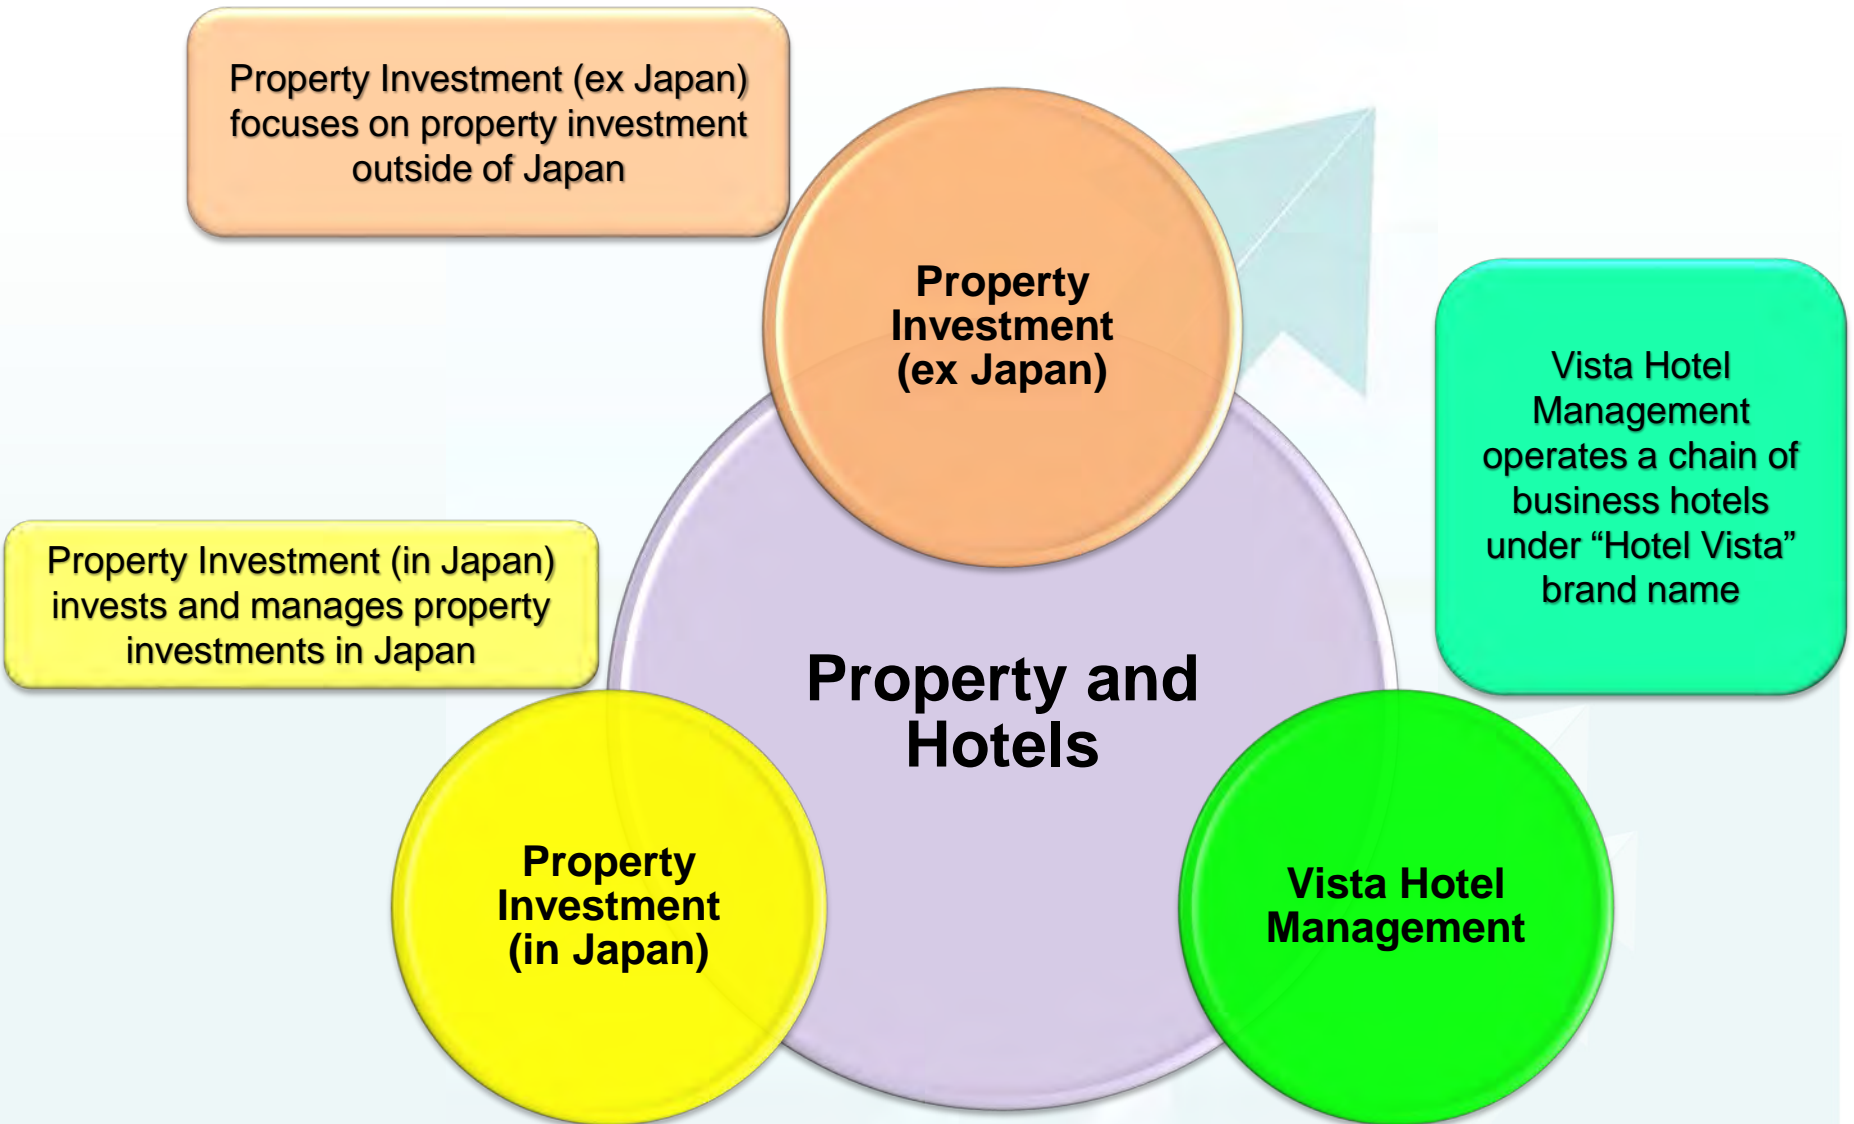 Property Investment (ex Japan)
focuses on property investment
outside of Japan
Property
Investment
(ex Japan)
Vista Hotel
Management
operates a chain of
business hotels
under “Hotel Vista”
brand name
Property Investment (in Japan)
invests and manages property
investments in Japan
Property and
Hotels
Property
Investment
(in Japan)
Vista Hotel
Management